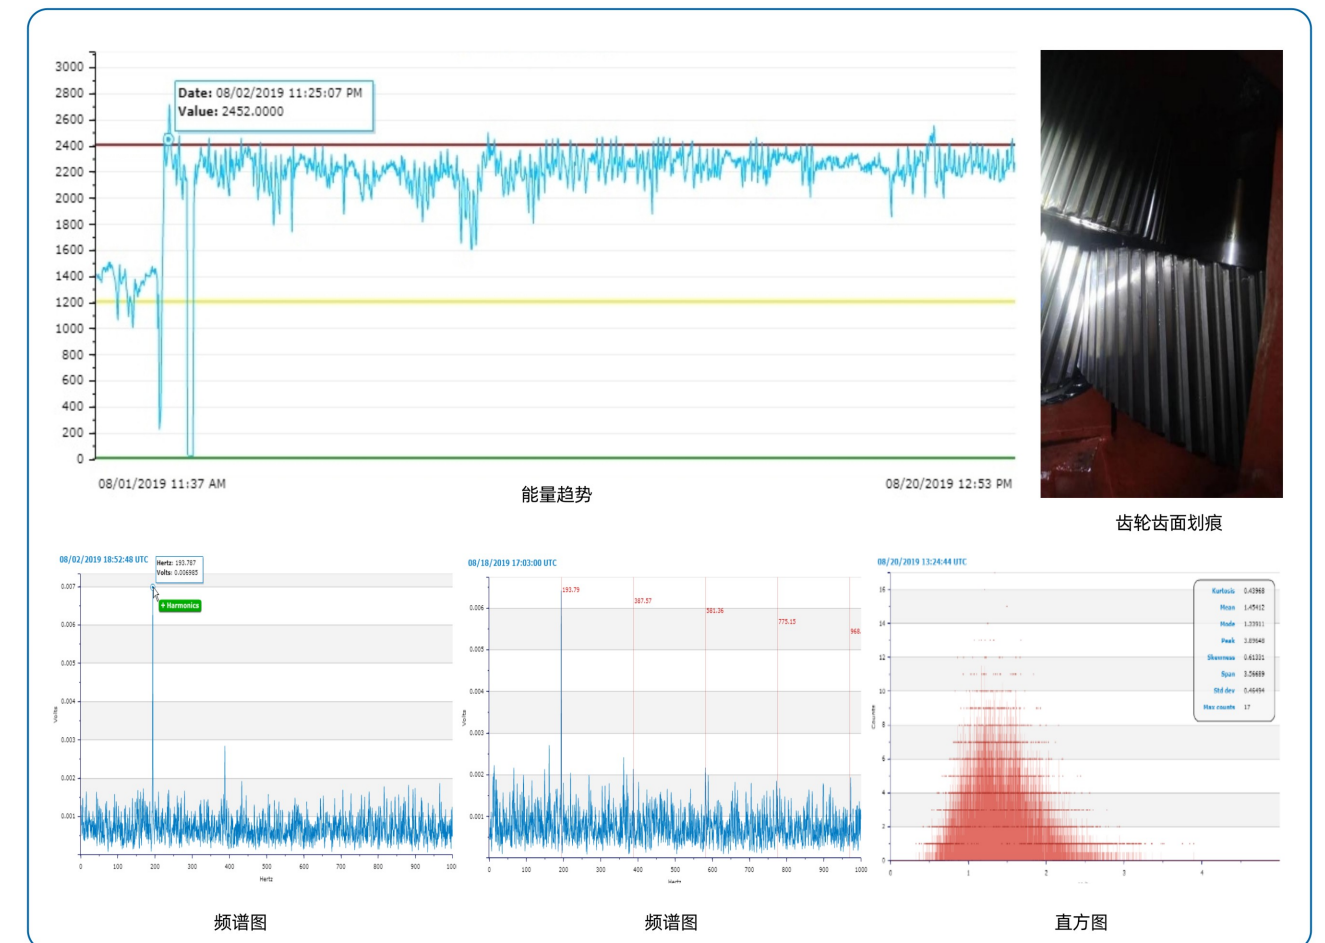 3000
2800
2600
2400
2200
2000
1800
1600
1400
1200
1000
800
600
400
200
0
Date: 08/02/2019 11:25:07 PM
Value: 2452.0000
08/01/2019 11:37 AM
08/20/2019 12:53 PM
能量趋势
齿轮齿面划痕
08/02/2019 18:52:48 UTC
Hertz: 193.787
Volts: 0.006985
+ Harmonics
0.007
0.006
0.005
0.004
0.003
0.002
0.001
Volts
0 100 200 300 400 500 600 700 800 900 100
Hertz
频谱图
08/18/2019 17:03:00 UTC
193.79
387.57
581.36
775.15
968.
0.006
0.005
0.004
0.003
0.002
0.001
Volts
0 100 200 300 400 500 600 700 800 900 1000
Hertz
频谱图
08/20/2019 13:24:44 UTC
16
14
12
10
8
6
4
2
0
Counts
0 1 2 3 4
Kurtosis 0.43968
Mean 1.45412
Mode 1.33911
Peak 3.89648
Skewness 0.61331
Span 3.56689
Std dev 0.46494
Max counts 17
直方图